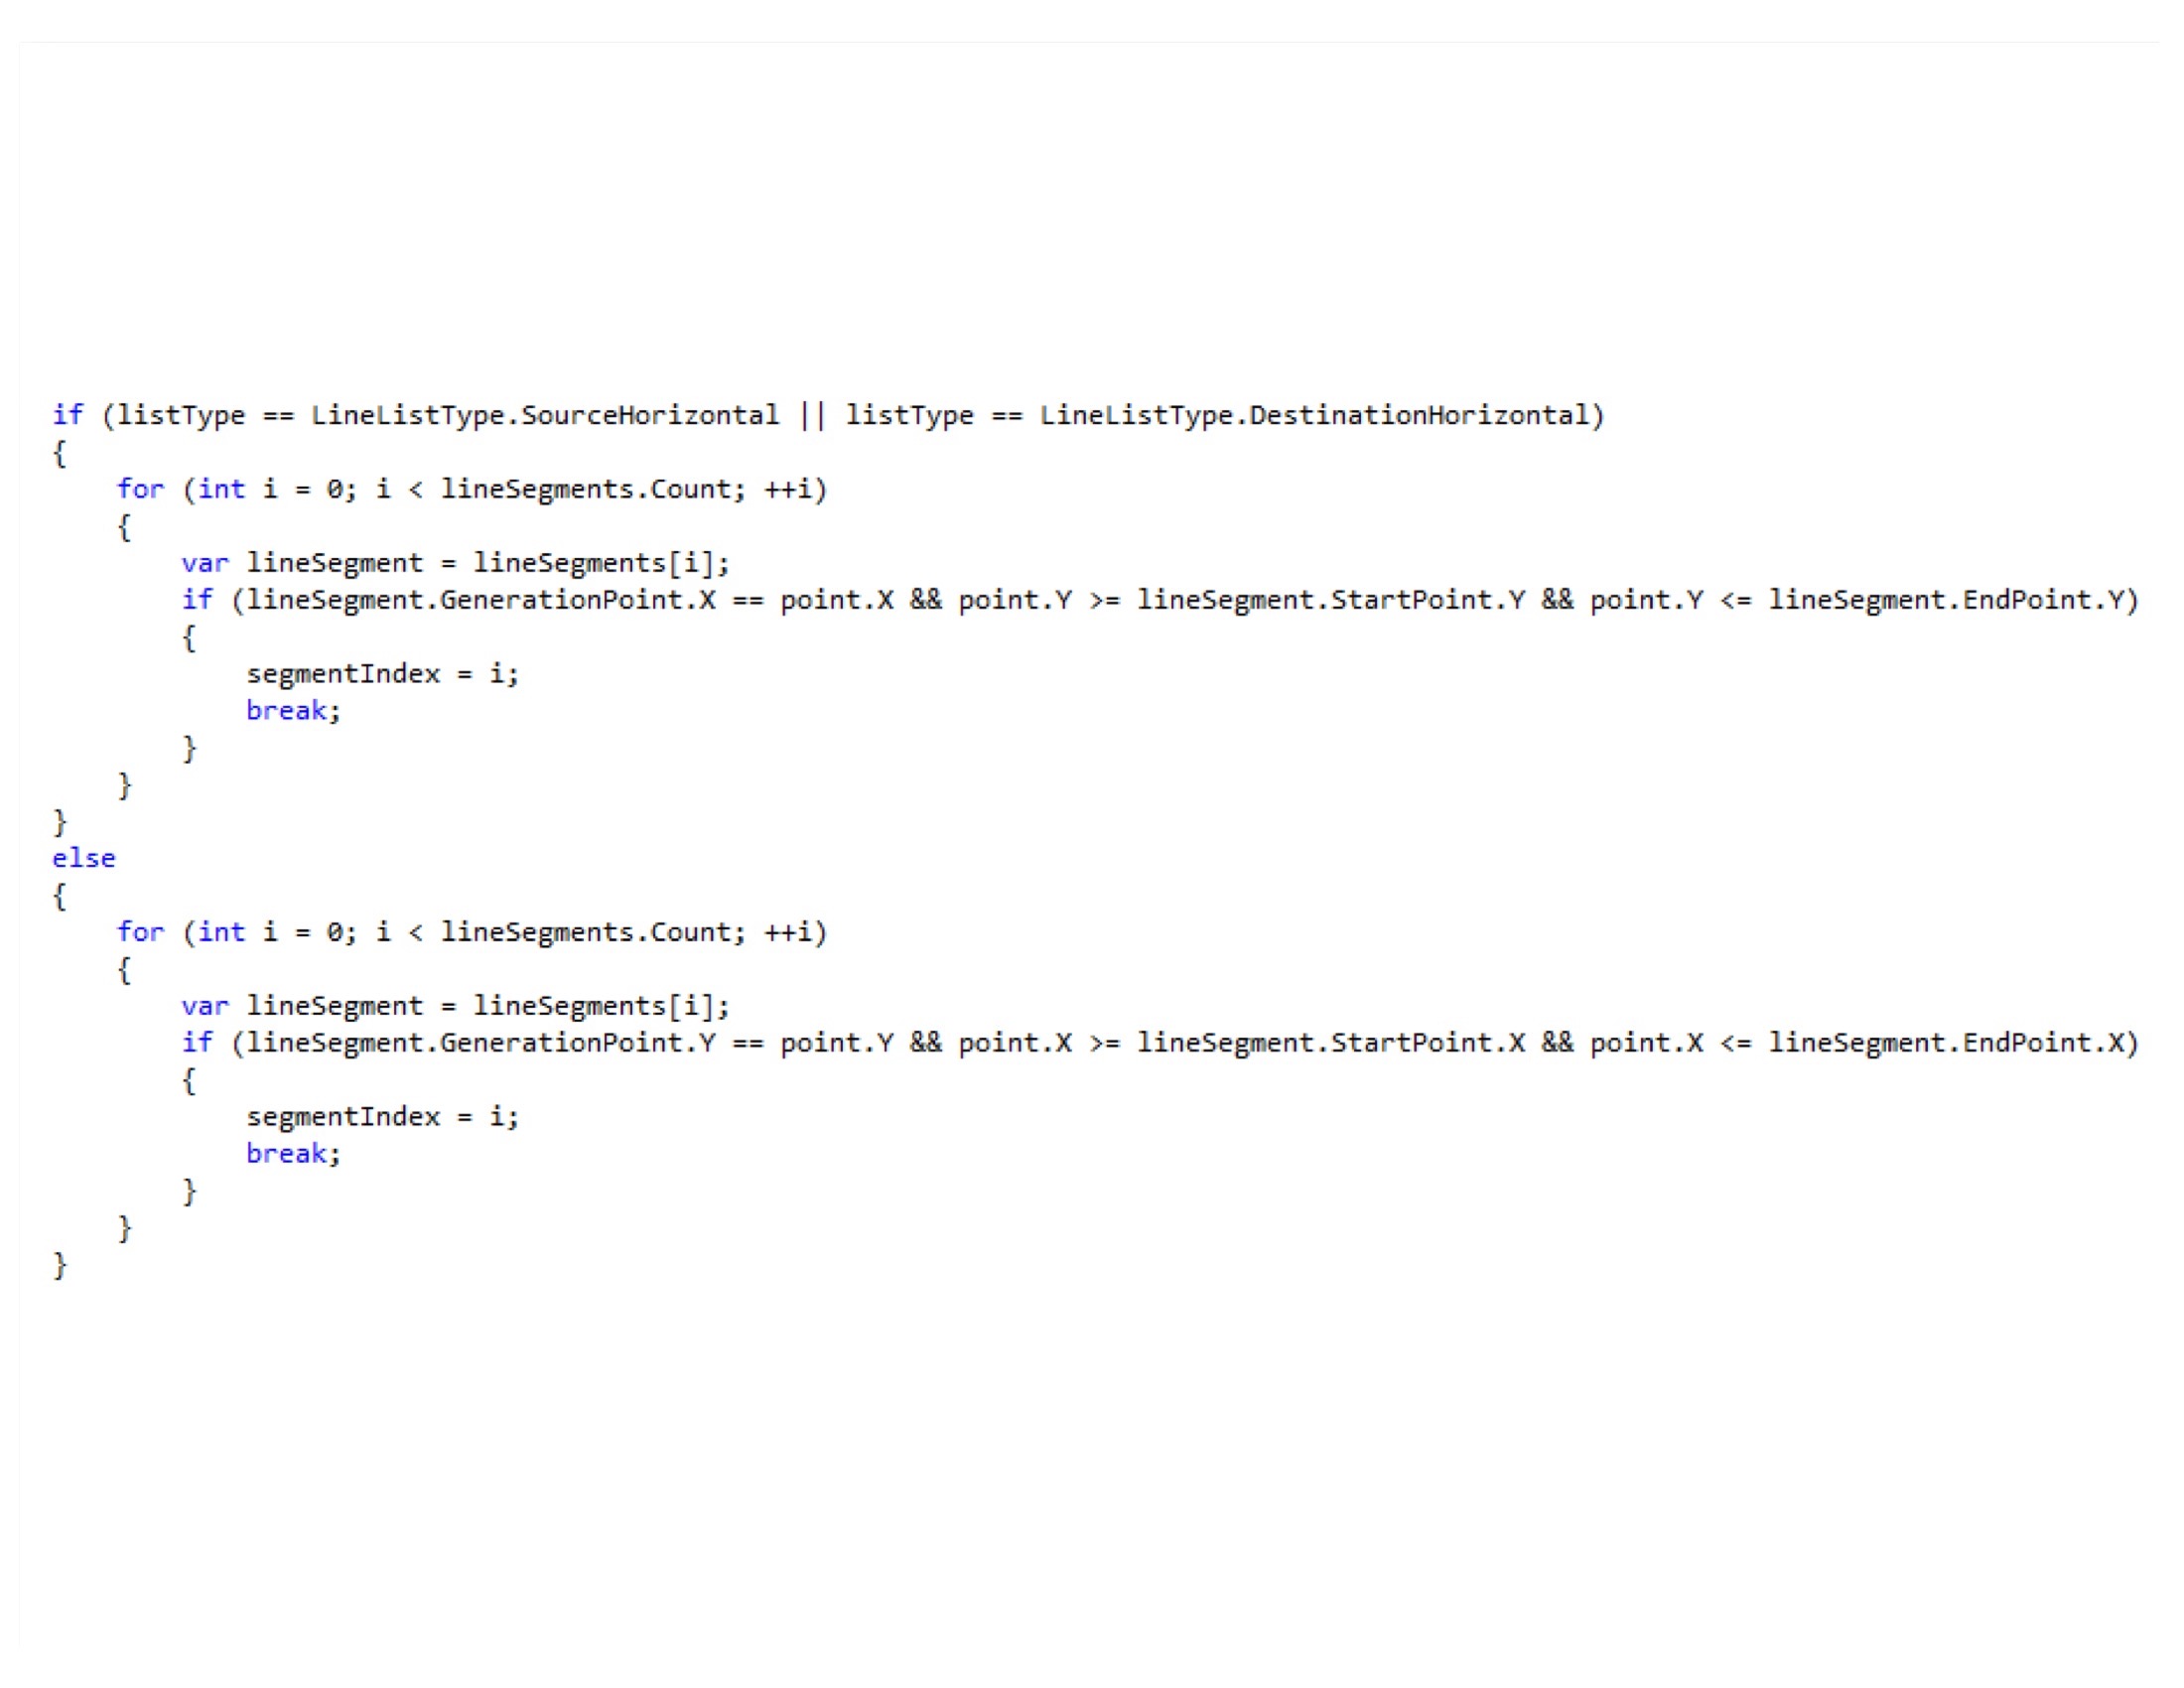 if (listType == LineListType.SourceHorizontal || listType == LineListType.DestinationHorizontal)
{
    for (int i = 0; i < lineSegments.Count; ++i)
    {
        var lineSegment = lineSegments[i];
        if (lineSegment.GenerationPoint.X == point.X && point.Y >= lineSegment.StartPoint.Y && point.Y <= lineSegment.EndPoint.Y)
        {
            segmentIndex = i;
            break;
        }
    }
}
else
{
    for (int i = 0; i < lineSegments.Count; ++i)
    {
        var lineSegment = lineSegments[i];
        if (lineSegment.GenerationPoint.Y == point.Y && point.X >= lineSegment.StartPoint.X && point.X <= lineSegment.EndPoint.X)
        {
            segmentIndex = i;
            break;
        }
    }
}